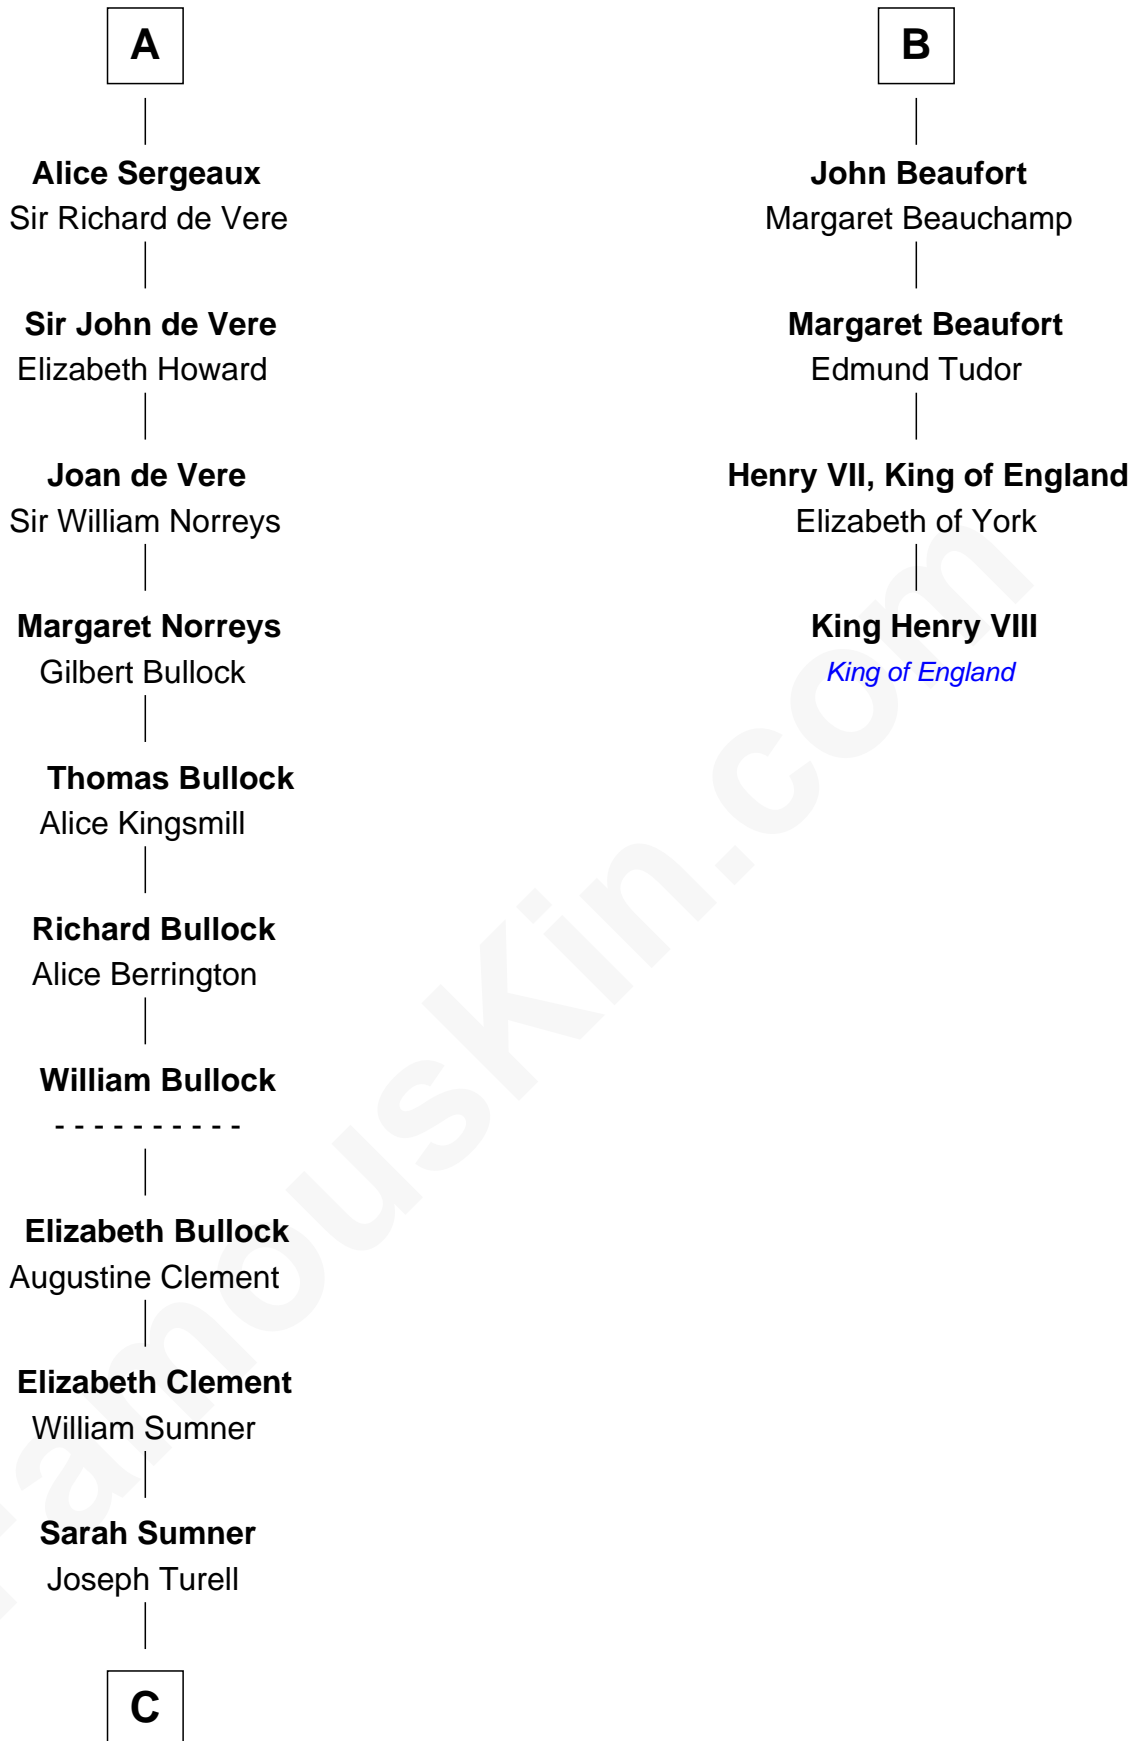 A
Alice Sergeaux
Sir Richard de Vere
Sir John de Vere
Elizabeth Howard
Joan de Vere
Sir William Norreys
Margaret Norreys
Gilbert Bullock
Thomas Bullock
Alice Kingsmill
Richard Bullock
Alice Berrington
William Bullock
- - - - - - - - - -
Elizabeth Bullock
Augustine Clement
Elizabeth Clement
William Sumner
Sarah Sumner
Joseph Turell
C
B
John Beaufort
Margaret Beauchamp
Margaret Beaufort
Edmund Tudor
Henry VII, King of England
Elizabeth of York
King Henry VIII
King of England
FamousKin.com